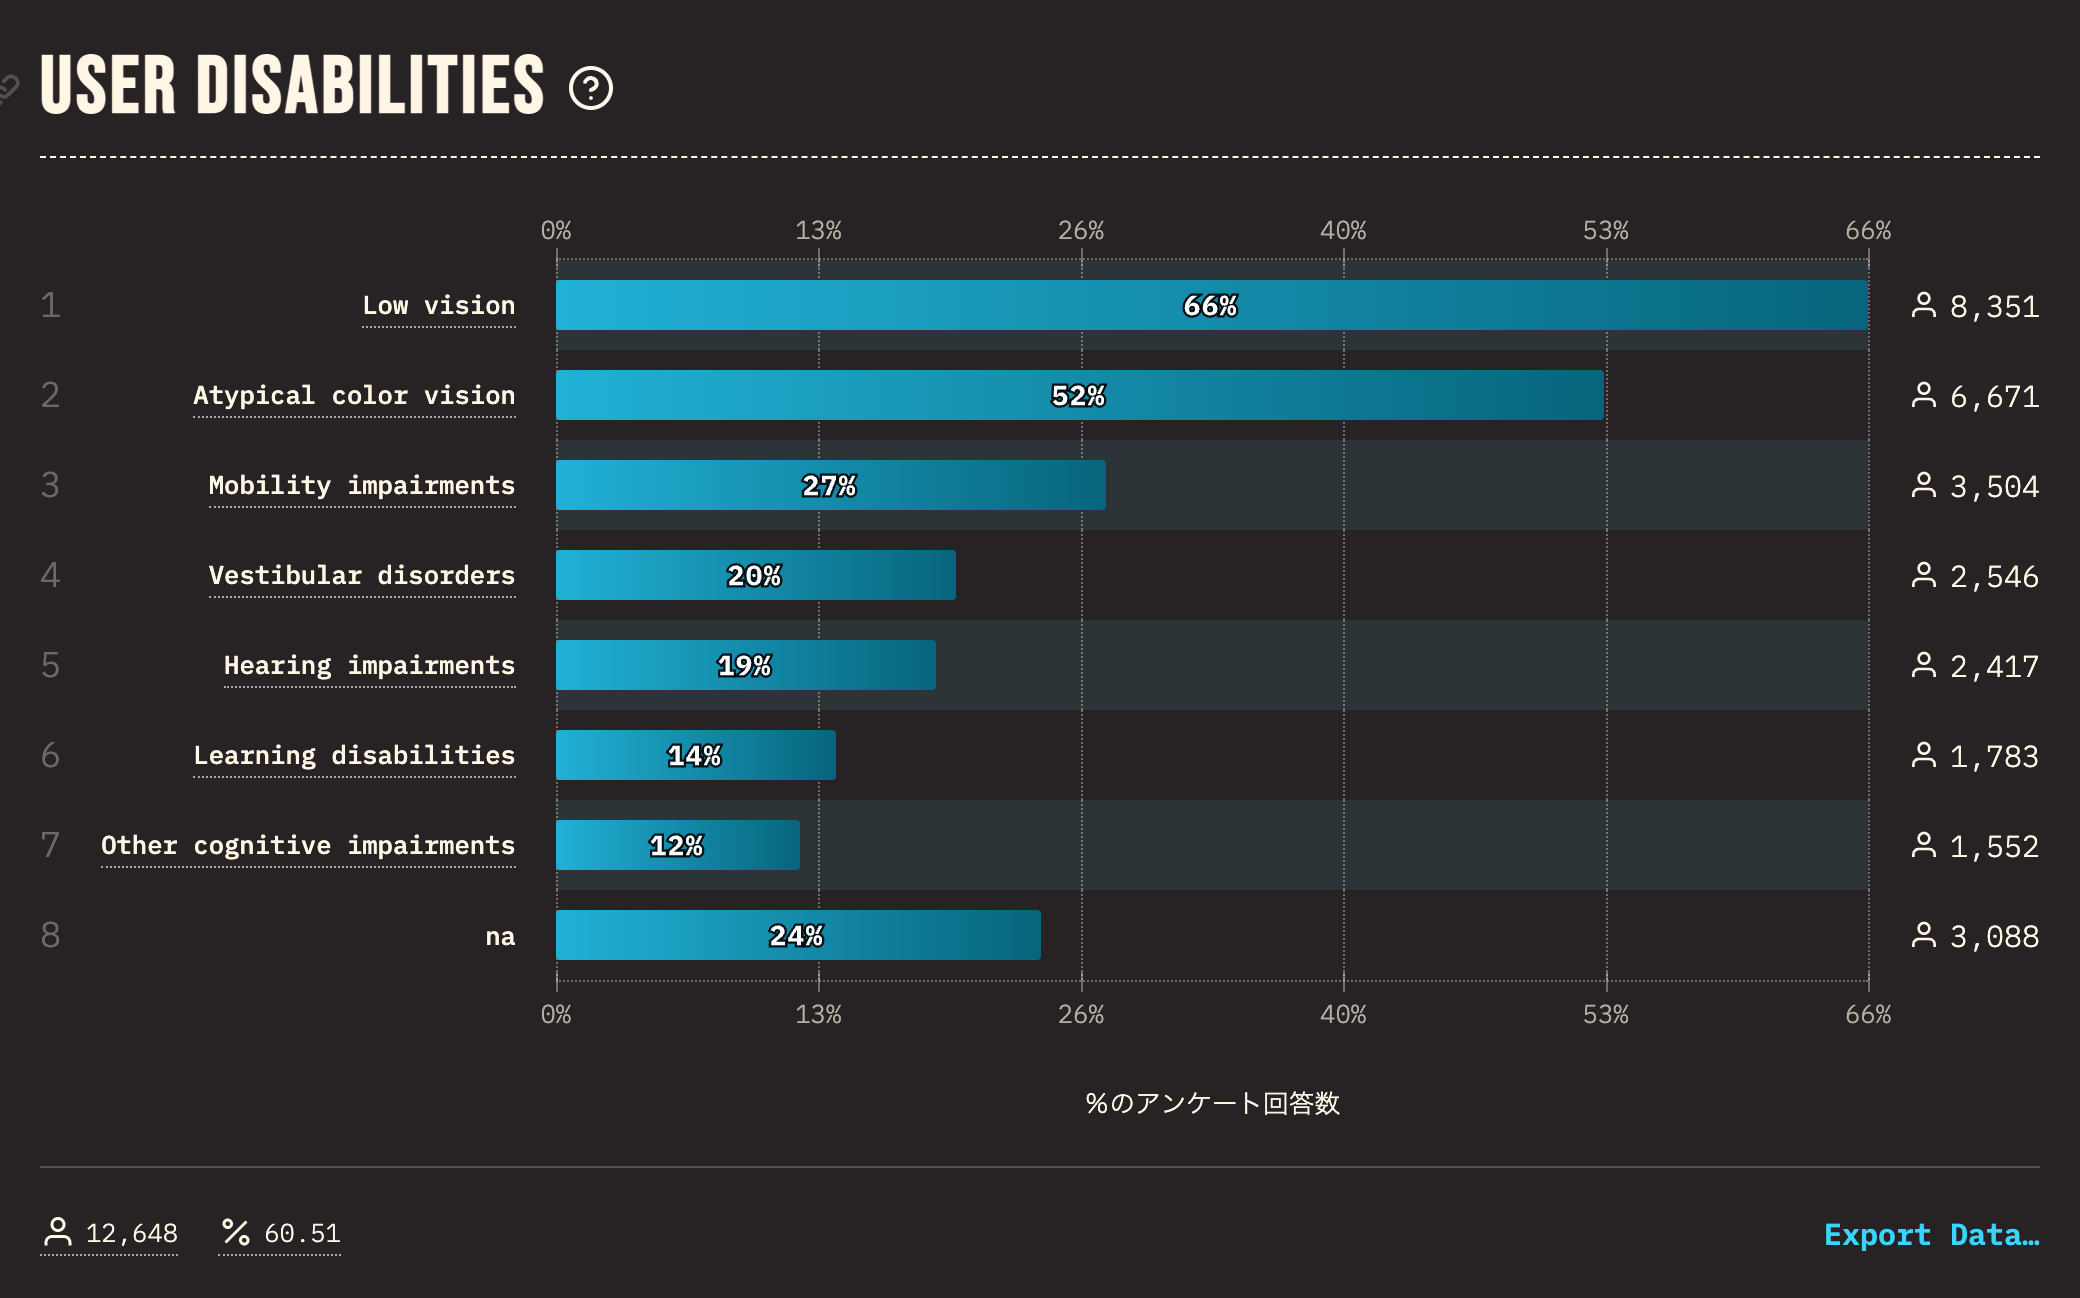 USER DISABILITIES
0% 13% 26% 40% 53% 66%
1 Low vision 66% 8,351
2 Atypical color vision 52% 6,671
3 Mobility impairments 27% 3,504
4 Vestibular disorders 20% 2,546
5 Hearing impairments 19% 2,417
6 Learning disabilities 14% 1,783
7 Other cognitive impairments 12% 1,552
8 na 24% 3,088
0% 13% 26% 40% 53% 66%
%のアンケート回答数
12,648 % 60.51 Export Data…